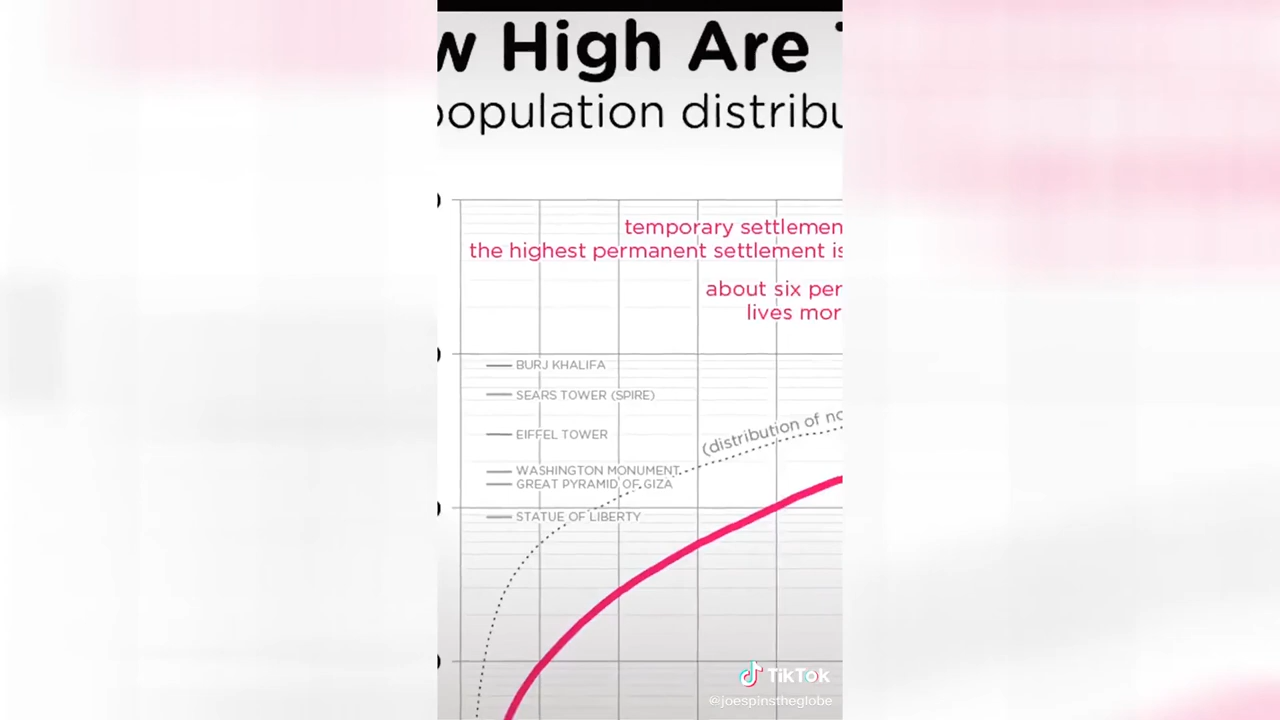 w High Are
population distribu
temporary settlemen
the highest permanent settlement is
about six per
lives mor
BURJ KHALIFA
SEARS TOWER (SPIRE)
EIFFEL TOWER
(distribution of no
WASHINGTON MONUMENT
GREAT PYRAMID OF GIZA
STATUE OF LIBERTY
TikTok
@joespinstheglobe